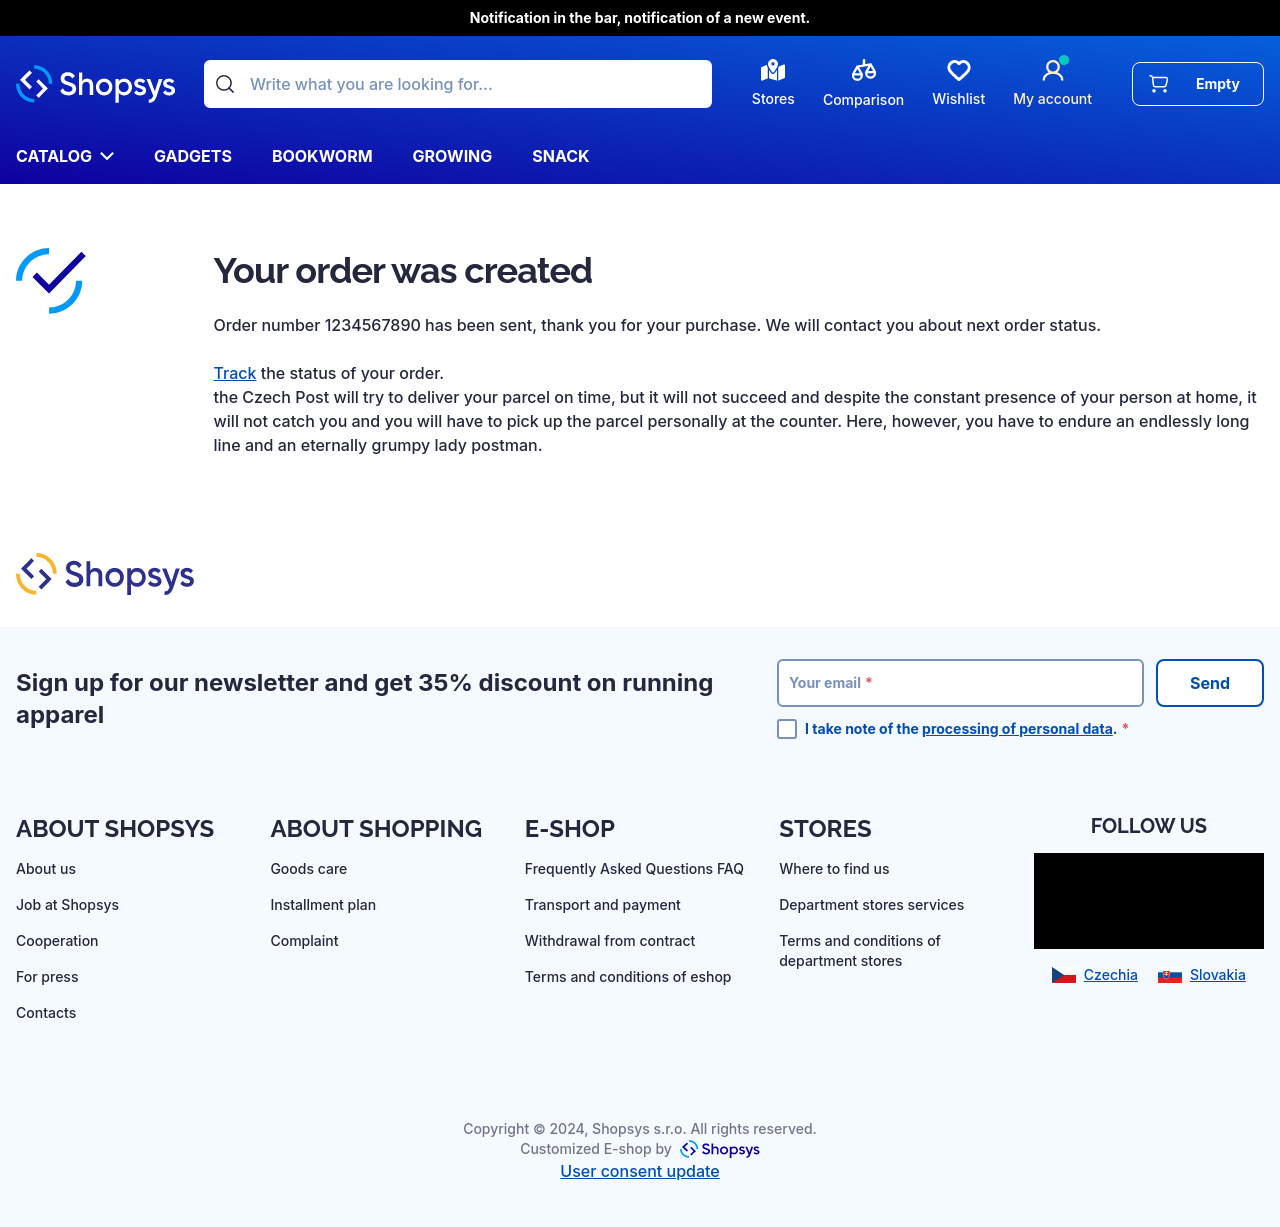 Notification in the bar, notification of a new event.
Shopsys
Write what you are looking for...
Stores
Comparison
Wishlist
My account
Empty
CATALOG
GADGETS
BOOKWORM
GROWING
SNACK
Your order was created
Order number 1234567890 has been sent, thank you for your purchase. We will contact you about next order status.
Track the status of your order.
the Czech Post will try to deliver your parcel on time, but it will not succeed and despite the constant presence of your person at home, it
will not catch you and you will have to pick up the parcel personally at the counter. Here, however, you have to endure an endlessly long
line and an eternally grumpy lady postman.
Shopsys
Sign up for our newsletter and get 35% discount on running
apparel
Your email *
Send
I take note of the processing of personal data. *
ABOUT SHOPSYS
About us
Job at Shopsys
Cooperation
For press
Contacts
ABOUT SHOPPING
Goods care
Installment plan
Complaint
E-SHOP
Frequently Asked Questions FAQ
Transport and payment
Withdrawal from contract
Terms and conditions of eshop
STORES
Where to find us
Department stores services
Terms and conditions of
department stores
FOLLOW US
Czechia
Slovakia
Copyright © 2024, Shopsys s.r.o. All rights reserved.
Customized E-shop by Shopsys
User consent update